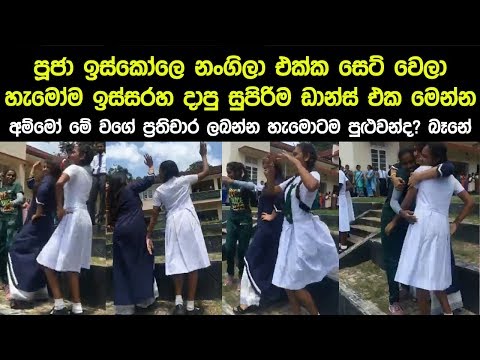 පූජා ඉස්කෝලෙ නංගිලා එක්ක සෙට් වෙලා
හැමෝම ඉස්සරහ දාපු සුපිරිම ඩාන්ස් එක මෙන්න
අම්මෝ මේ වගේ ප්‍රතිචාර ලබන්න හැමොටම පුළුවන්ද? බෑනේ